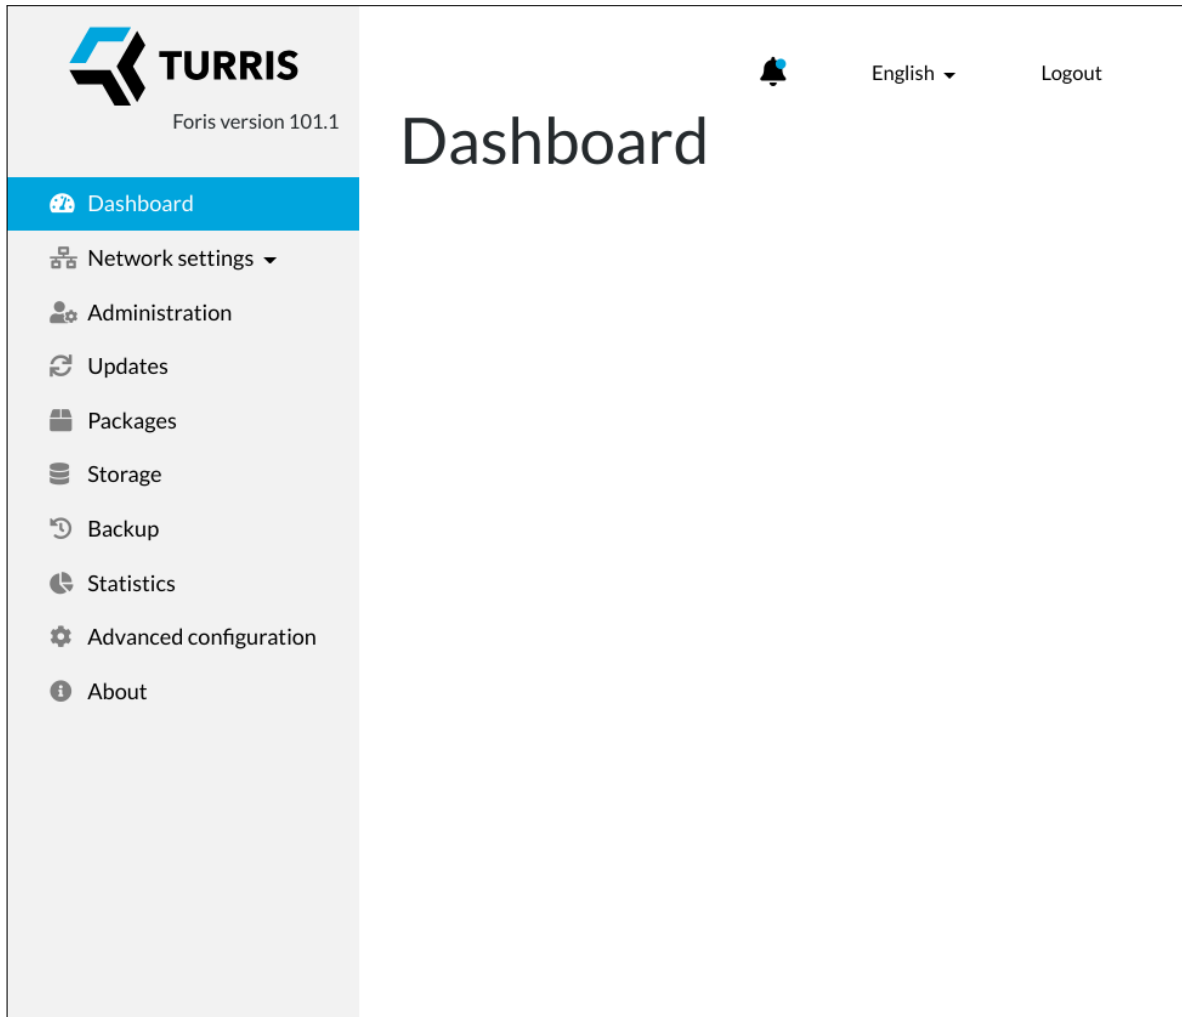 TURRIS
Foris version 101.1
English
Logout
Dashboard
Dashboard
Network settings
Administration
Updates
Packages
Storage
Backup
Statistics
Advanced configuration
About